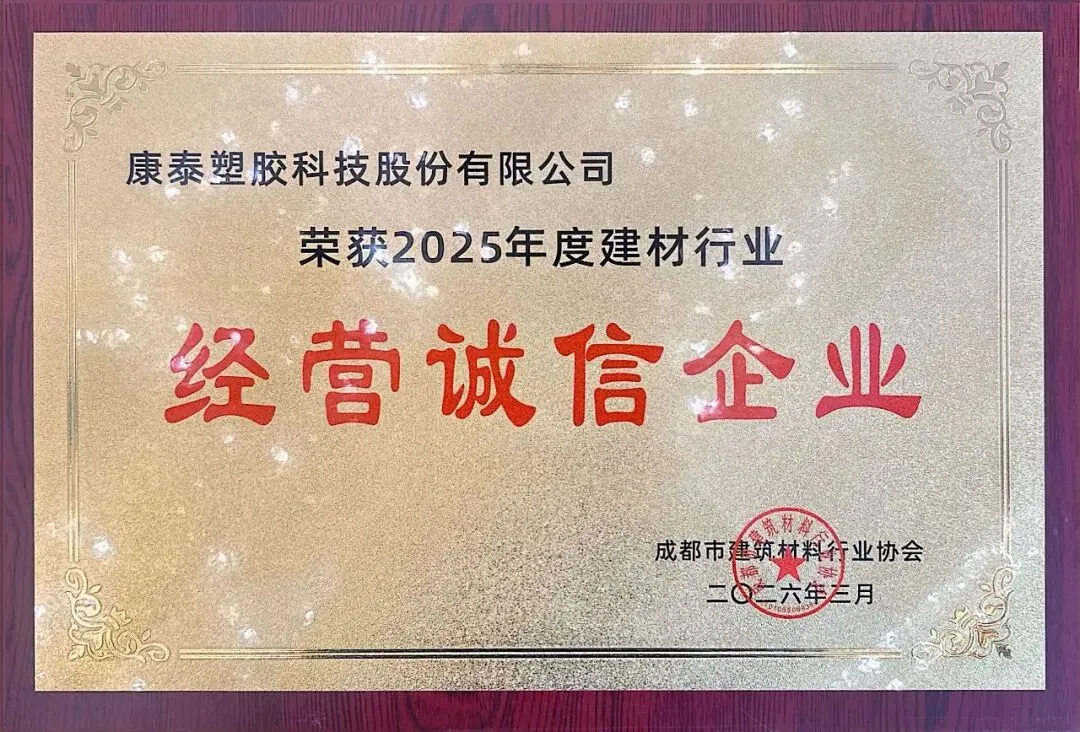 康泰塑胶科技股份有限公司
荣获2025年度建材行业
经营诚信企业
成都市建筑材料行业协会
二〇二六年三月